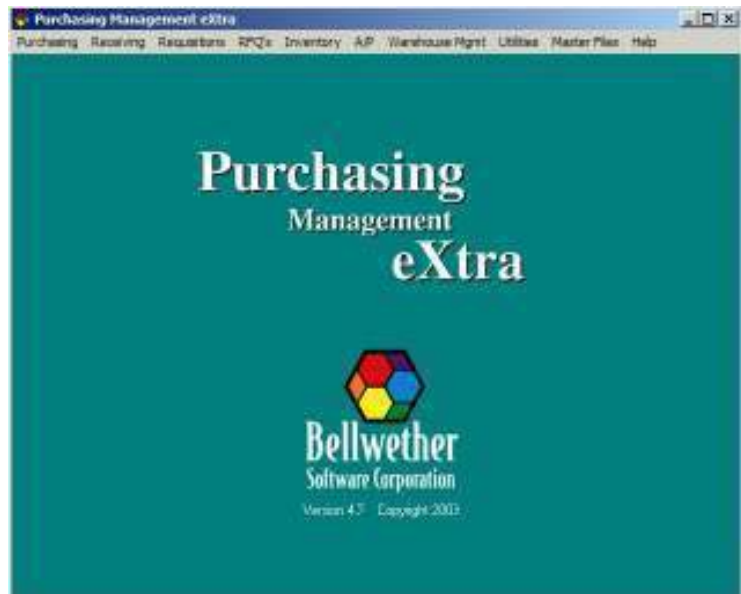 Purchasing Management eXtra
Purchasing Receiving Requisitions RFQ's Inventory A/P Warehouse Mgmt Utilities Master Files Help
Purchasing
Management
eXtra
Bellwether
Software Corporation
Version 4.7 Copyright 2003